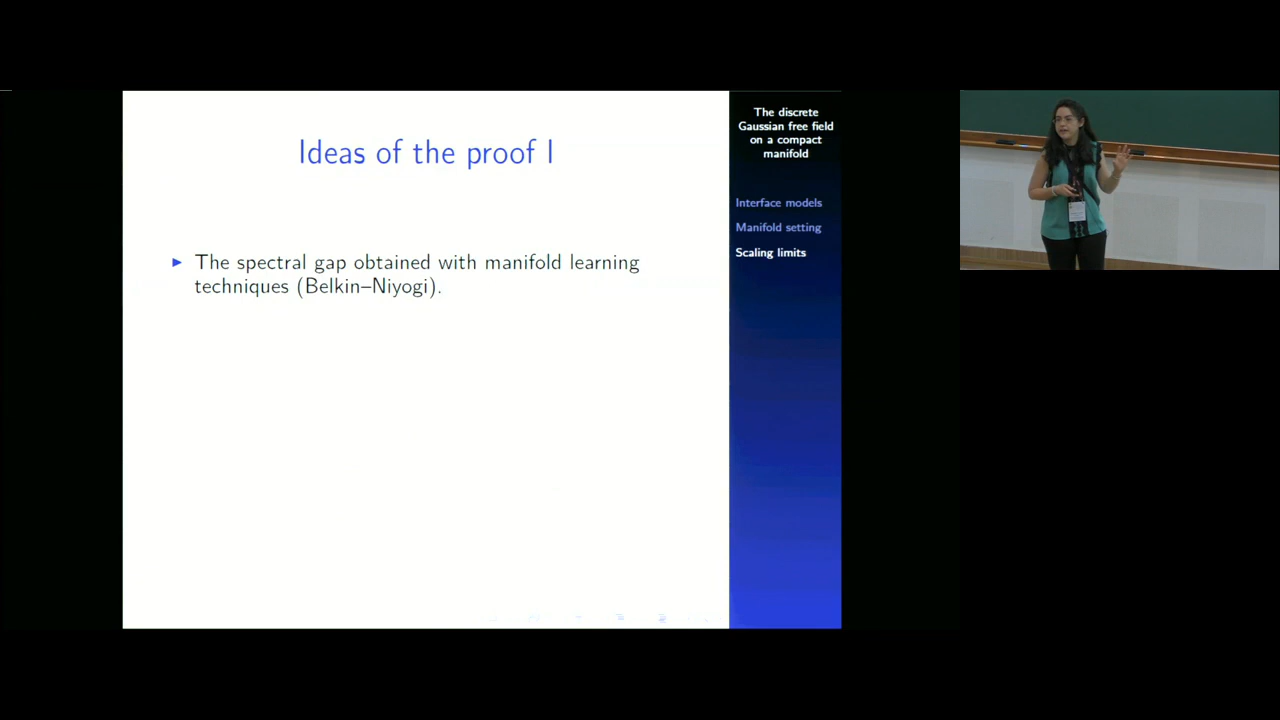 Ideas of the proof I
▶ The spectral gap obtained with manifold learning
techniques (Belkin–Niyogi).
The discrete
Gaussian free field
on a compact
manifold
Interface models
Manifold setting
Scaling limits